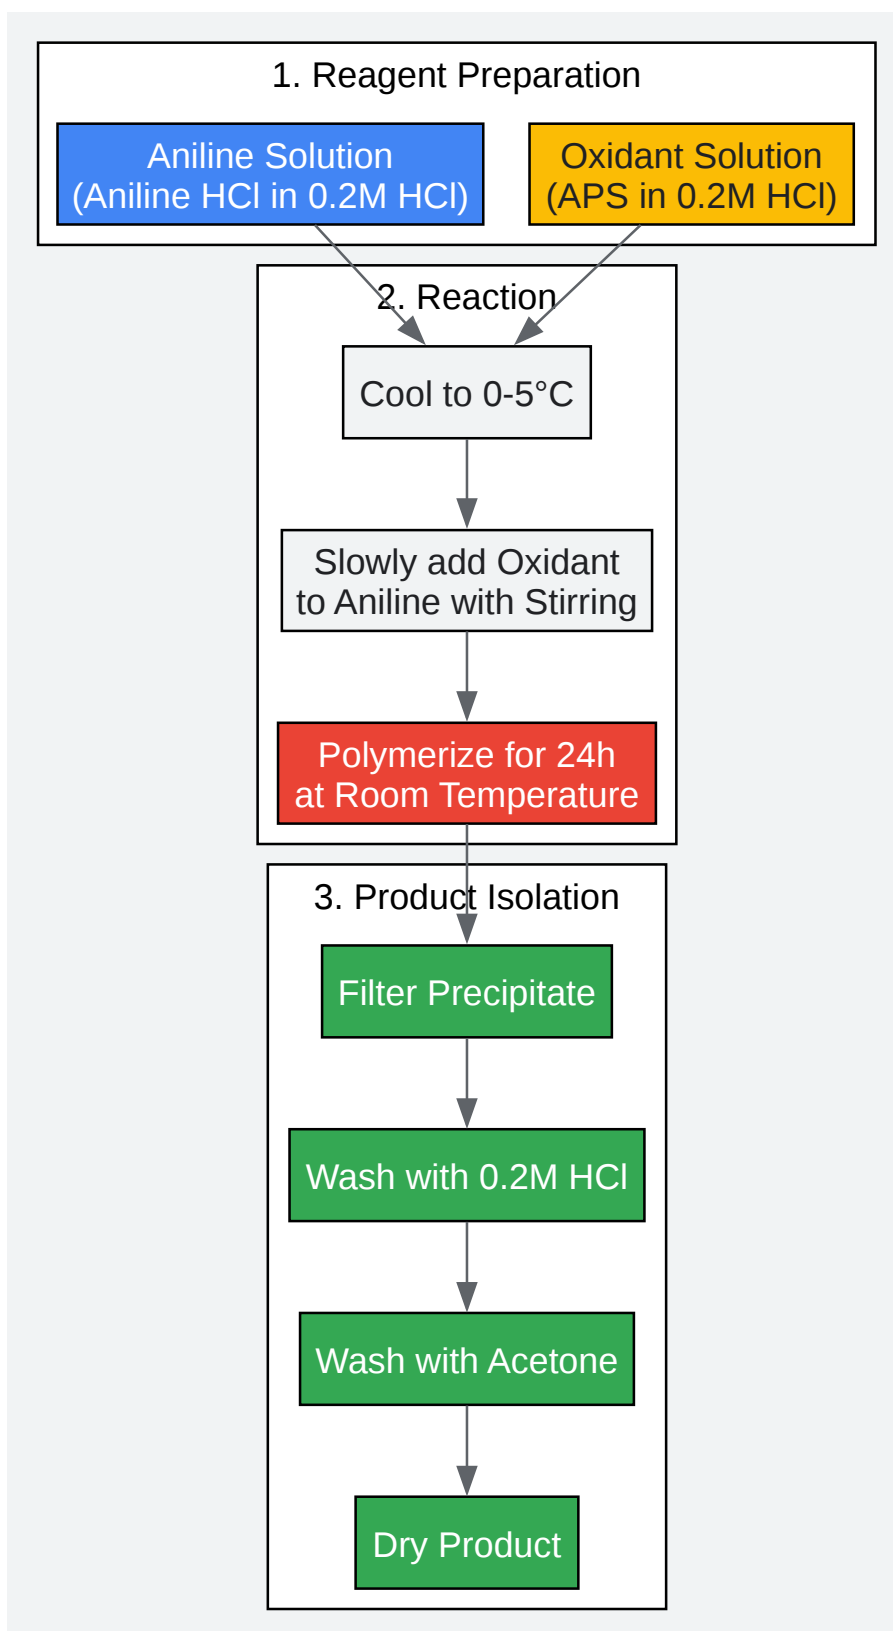 1. Reagent Preparation
Aniline Solution
(Aniline HCl in 0.2M HCl)
Oxidant Solution
(APS in 0.2M HCl)
2. Reaction
Cool to 0-5°C
Slowly add Oxidant
to Aniline with Stirring
Polymerize for 24h
at Room Temperature
3. Product Isolation
Filter Precipitate
Wash with 0.2M HCl
Wash with Acetone
Dry Product